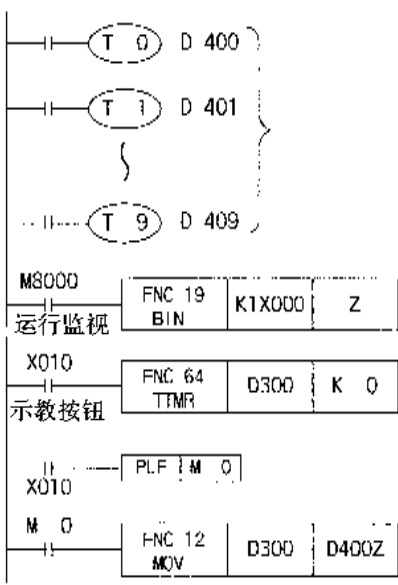 T 0 D 400
T 1 D 401
T 9 D 409
M8000
FNC 19 BIN K1X000 Z
运行监视
X010
FNC 64 TTMR D300 K 0
示教按钮
PLF M 0
X010
M 0
FNC 12 MOV D300 D400Z